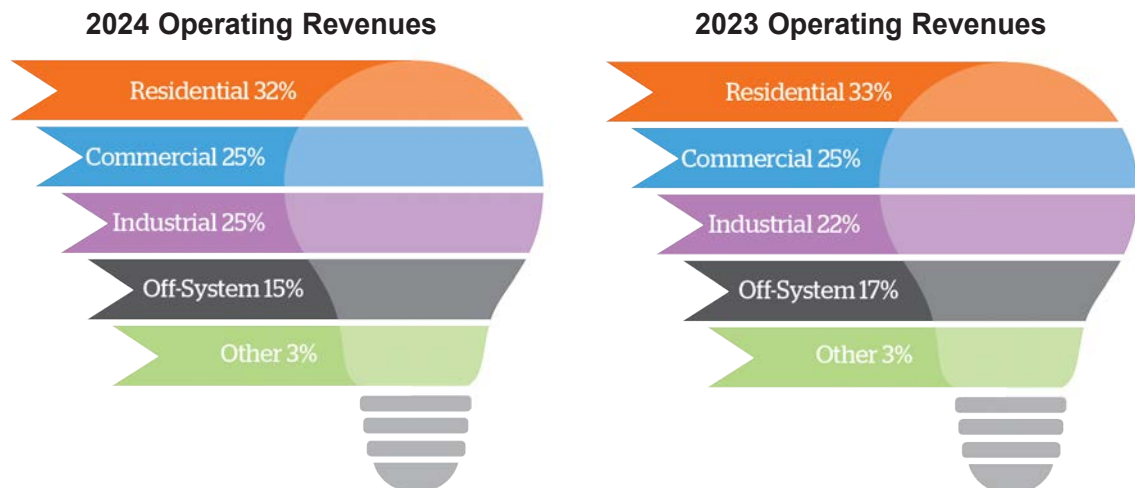 2024 Operating Revenues
Residential 32%
Commercial 25%
Industrial 25%
Off-System 15%
Other 3%
2023 Operating Revenues
Residential 33%
Commercial 25%
Industrial 22%
Off-System 17%
Other 3%